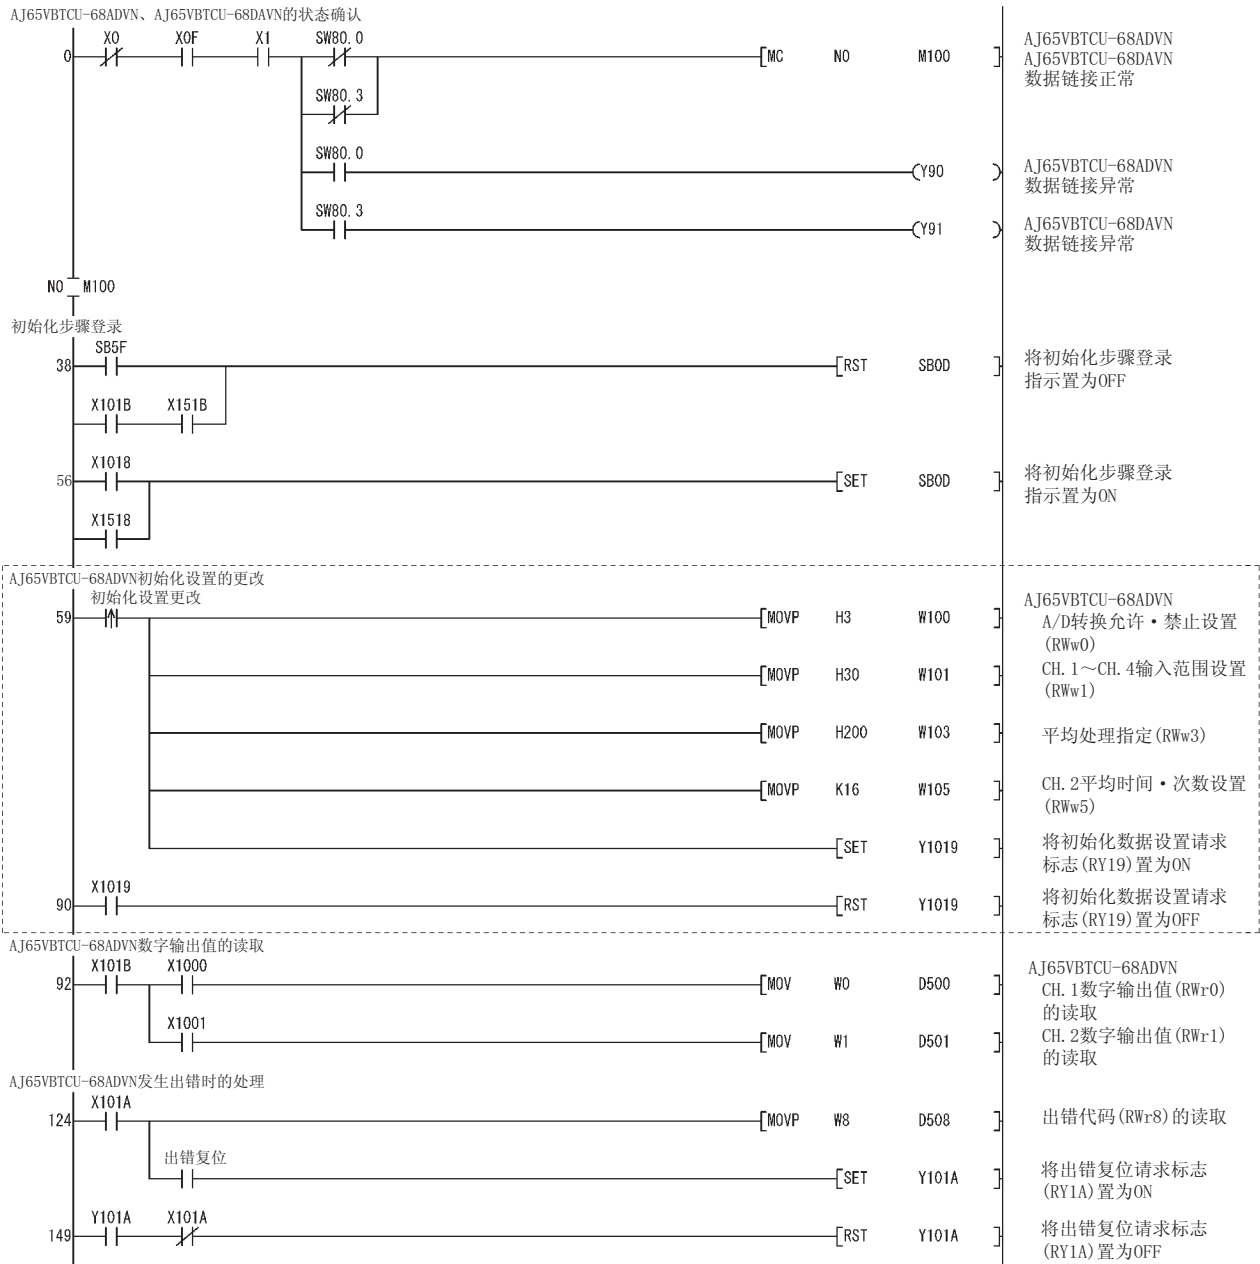 AJ65VBTCU-68ADVN、AJ65VBTCU-68DAVN的状态确认
X0 X0F X1 SW80.0
0 MC N0 M100
AJ65VBTCU-68ADVN
AJ65VBTCU-68DAVN
数据链接正常
SW80.3
SW80.0
Y90
AJ65VBTCU-68ADVN
数据链接异常
SW80.3
Y91
AJ65VBTCU-68DAVN
数据链接异常
N0 M100
初始化步骤登录
SB5F
38 RST SB0D
将初始化步骤登录
指示置为OFF
X101B X151B
X1018
56 SET SB0D
将初始化步骤登录
指示置为ON
X1518
AJ65VBTCU-68ADVN初始化设置的更改
初始化设置更改
59 MOVP H3 W100
AJ65VBTCU-68ADVN
A/D转换允许・禁止设置
(RWw0)
MOVP H30 W101
CH.1～CH.4输入范围设置
(RWw1)
MOVP H200 W103
平均处理指定(RWw3)
MOVP K16 W105
CH.2平均时间・次数设置
(RWw5)
SET Y1019
将初始化数据设置请求
标志(RY19)置为ON
X1019
90 RST Y1019
将初始化数据设置请求
标志(RY19)置为OFF
AJ65VBTCU-68ADVN数字输出值的读取
X101B X1000
92 MOV W0 D500
AJ65VBTCU-68ADVN
CH.1数字输出值(RWr0)
的读取
X1001
MOV W1 D501
CH.2数字输出值(RWr1)
的读取
AJ65VBTCU-68ADVN发生出错时的处理
X101A
124 MOVP W8 D508
出错代码(RWr8)的读取
出错复位
SET Y101A
将出错复位请求标志
(RY1A)置为ON
Y101A X101A
149 RST Y101A
将出错复位请求标志
(RY1A)置为OFF